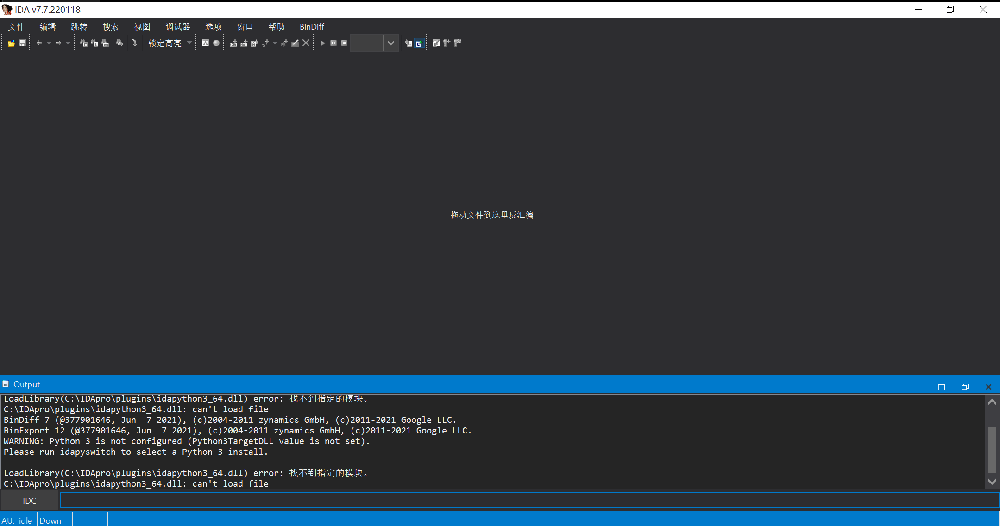 IDA v7.7.220118
文件 编辑 跳转 搜索 视图 调试器 选项 窗口 帮助 BinDiff
锁定高亮
拖动文件到这里反汇编
Output
LoadLibrary(C:\IDApro\plugins\idapython3_64.dll) error: 找不到指定的模块。
C:\IDApro\plugins\idapython3_64.dll: can't load file
BinDiff 7 (@377901646, Jun  7 2021), (c)2004-2011 zynamics GmbH, (c)2011-2021 Google LLC.
BinExport 12 (@377901646, Jun  7 2021), (c)2004-2011 zynamics GmbH, (c)2011-2021 Google LLC.
WARNING: Python 3 is not configured (Python3TargetDLL value is not set).
Please run idapyswitch to select a Python 3 install.
LoadLibrary(C:\IDApro\plugins\idapython3_64.dll) error: 找不到指定的模块。
C:\IDApro\plugins\idapython3_64.dll: can't load file
IDC
AU: idle Down